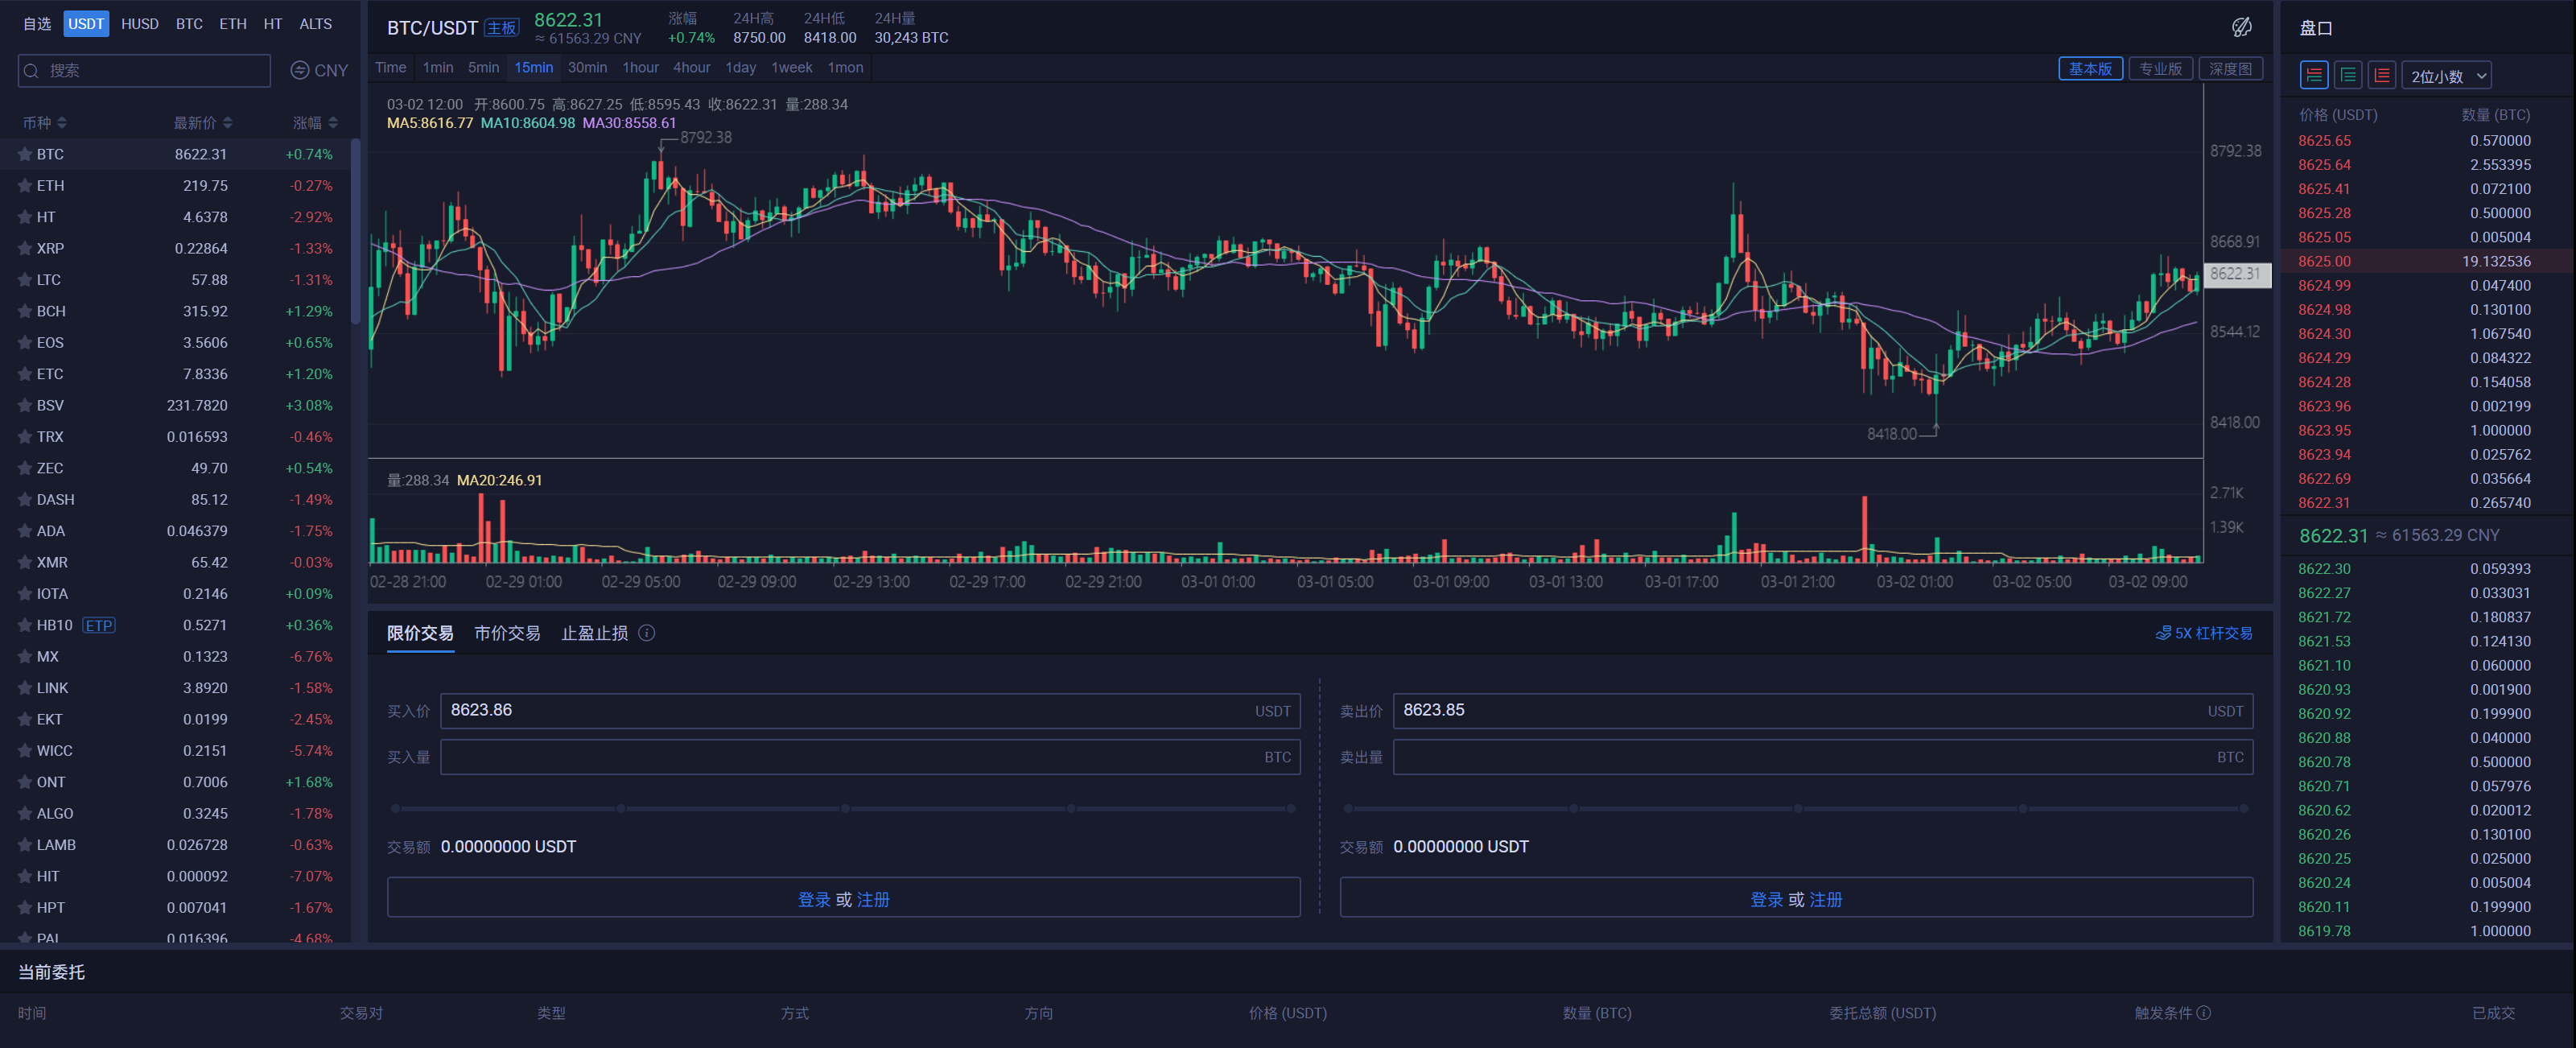 自选 USDT HUSD BTC ETH HT ALTS
搜索 CNY
币种 最新价 涨幅
BTC 8622.31 +0.74%
ETH 219.75 -0.27%
HT 4.6378 -2.92%
XRP 0.22864 -1.33%
LTC 57.88 -1.31%
BCH 315.92 +1.29%
EOS 3.5606 +0.65%
ETC 7.8336 +1.20%
BSV 231.7820 +3.08%
TRX 0.016593 -0.46%
ZEC 49.70 +0.54%
DASH 85.12 -1.49%
ADA 0.046379 -1.75%
XMR 65.42 -0.03%
IOTA 0.2146 +0.09%
HB10 ETP 0.5271 +0.36%
MX 0.1323 -6.76%
LINK 3.8920 -1.58%
EKT 0.0199 -2.45%
WICC 0.2151 -5.74%
ONT 0.7006 +1.68%
ALGO 0.3245 -1.78%
LAMB 0.026728 -0.63%
HIT 0.000092 -7.07%
HPT 0.007041 -1.67%
PAI 0.016396 -4.68%
BTC/USDT 主板 8622.31 涨幅 24H高 24H低 24H量
≈ 61563.29 CNY +0.74% 8750.00 8418.00 30,243 BTC
Time 1min 5min 15min 30min 1hour 4hour 1day 1week 1mon 基本版 专业版 深度图
03-02 12:00 开:8600.75 高:8627.25 低:8595.43 收:8622.31 量:288.34
MA5:8616.77 MA10:8604.98 MA30:8558.61
8792.38
8792.38
8668.91
8622.31
8544.12
8418.00
8418.00
量:288.34 MA20:246.91
2.71K
1.39K
02-28 21:00 02-29 01:00 02-29 05:00 02-29 09:00 02-29 13:00 02-29 17:00 02-29 21:00 03-01 01:00 03-01 05:00 03-01 09:00 03-01 13:00 03-01 17:00 03-01 21:00 03-02 01:00 03-02 05:00 03-02 09:00
限价交易 市价交易 止盈止损 5X 杠杆交易
买入价 8623.86 USDT
买入量 BTC
交易额 0.00000000 USDT
登录 或 注册
卖出价 8623.85 USDT
卖出量 BTC
交易额 0.00000000 USDT
登录 或 注册
盘口
2位小数
价格 (USDT) 数量 (BTC)
8625.65 0.570000
8625.64 2.553395
8625.41 0.072100
8625.28 0.500000
8625.05 0.005004
8625.00 19.132536
8624.99 0.047400
8624.98 0.130100
8624.30 1.067540
8624.29 0.084322
8624.28 0.154058
8623.96 0.002199
8623.95 1.000000
8623.94 0.025762
8622.69 0.035664
8622.31 0.265740
8622.31 ≈ 61563.29 CNY
8622.30 0.059393
8622.27 0.033031
8621.72 0.180837
8621.53 0.124130
8621.10 0.060000
8620.93 0.001900
8620.92 0.199900
8620.88 0.040000
8620.78 0.500000
8620.71 0.057976
8620.62 0.020012
8620.26 0.130100
8620.25 0.025000
8620.24 0.005004
8620.11 0.199900
8619.78 1.000000
当前委托
时间 交易对 类型 方式 方向 价格 (USDT) 数量 (BTC) 委托总额 (USDT) 触发条件 已成交